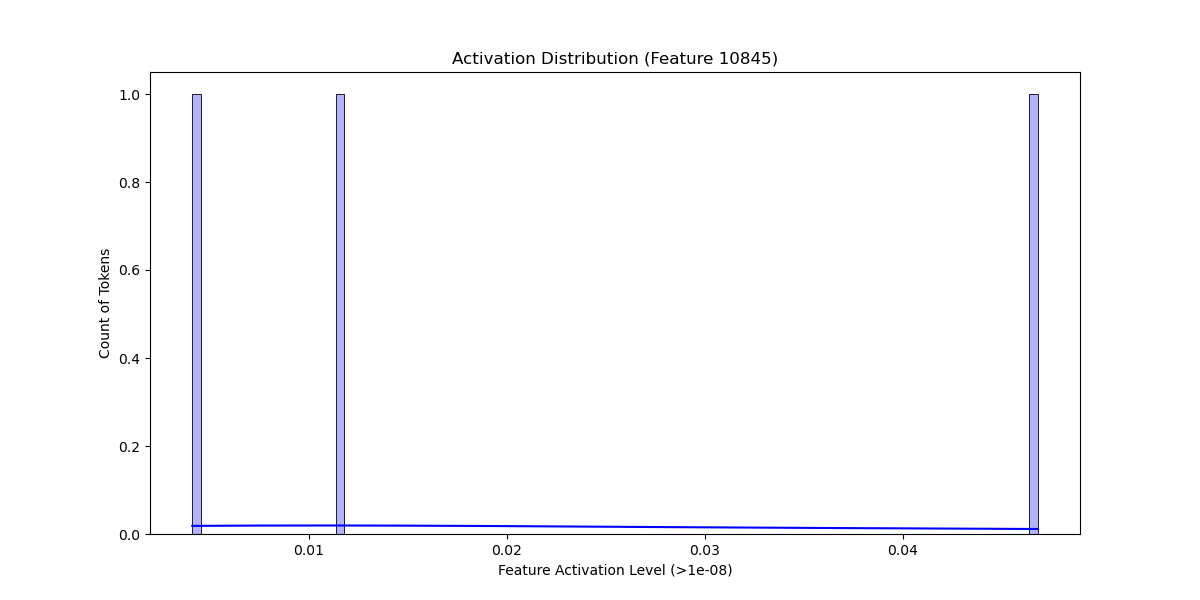 Activation Distribution (Feature 10845)
1.0
0.8
0.6
0.4
0.2
0.0
Count of Tokens
0.01 0.02 0.03 0.04
Feature Activation Level (>1e-08)